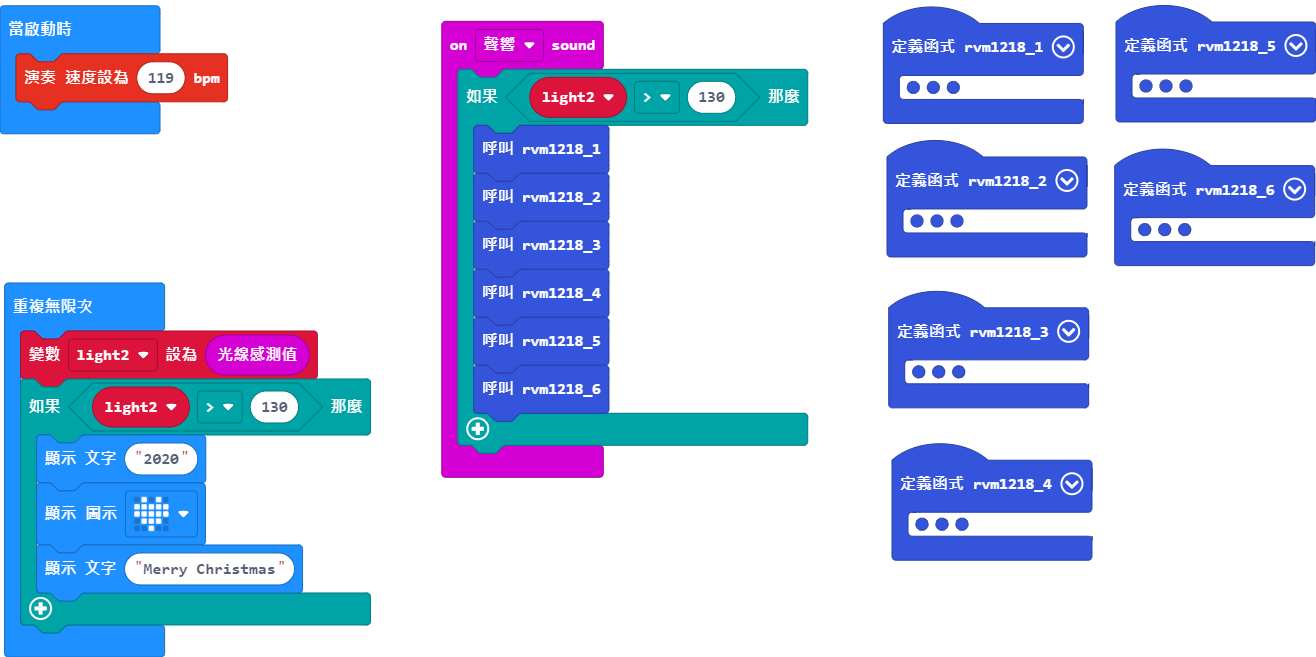 當啟動時
演奏 速度設為 119 bpm
重複無限次
變數 light2 設為 光線感測值
如果 light2 > 130 那麼
顯示 文字 "2020"
顯示 圖示
顯示 文字 "Merry Christmas"
on 聲響 sound
如果 light2 > 130 那麼
呼叫 rvm1218_1
呼叫 rvm1218_2
呼叫 rvm1218_3
呼叫 rvm1218_4
呼叫 rvm1218_5
呼叫 rvm1218_6
定義函式 rvm1218_1
定義函式 rvm1218_2
定義函式 rvm1218_3
定義函式 rvm1218_4
定義函式 rvm1218_5
定義函式 rvm1218_6